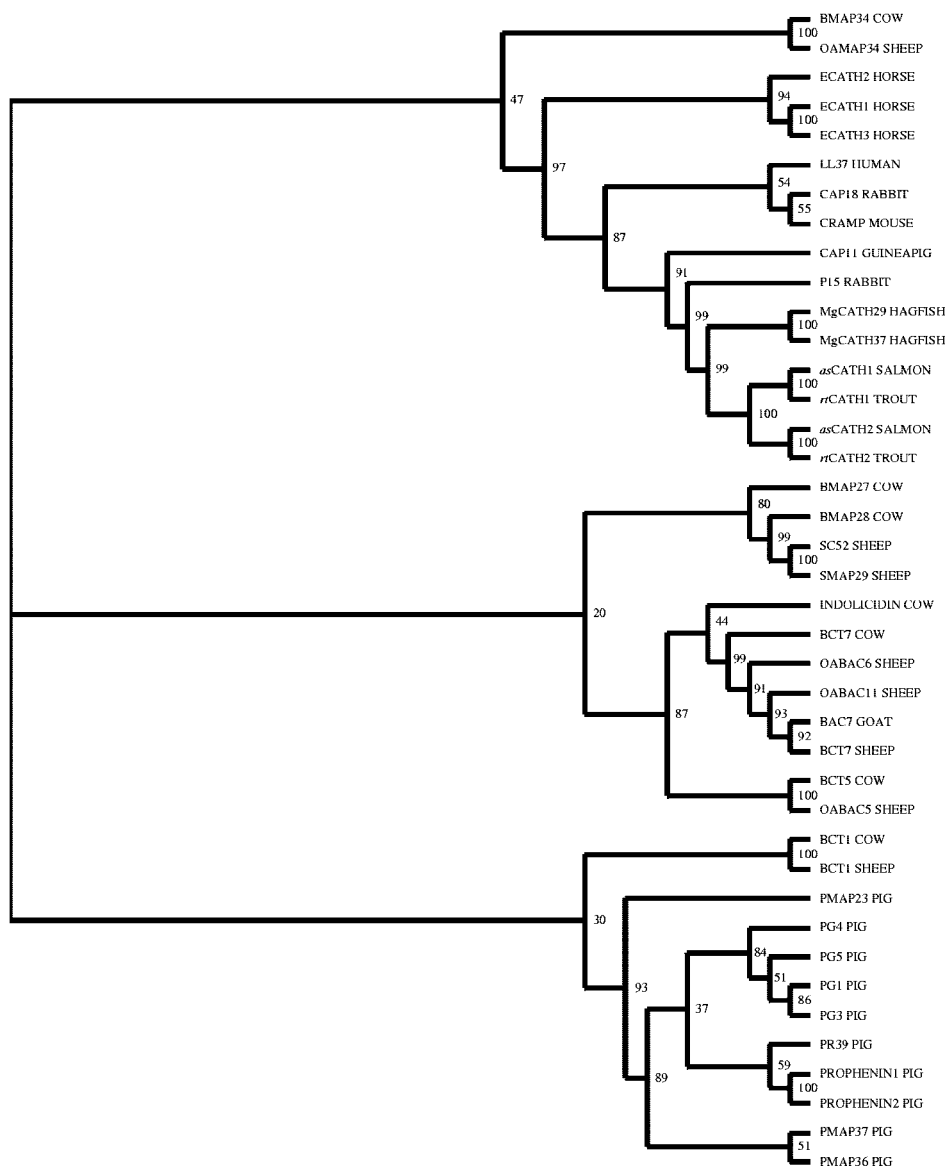 BMAP34 COW
100
OAMAP34 SHEEP
ECATH2 HORSE
47
94
ECATH1 HORSE
100
ECATH3 HORSE
LL37 HUMAN
97
54
CAP18 RABBIT
55
CRAMP MOUSE
87
CAP11 GUINEAPIG
91
P15 RABBIT
99
MgCATH29 HAGFISH
100
MgCATH37 HAGFISH
99
asCATH1 SALMON
100
rtCATH1 TROUT
100
asCATH2 SALMON
100
rtCATH2 TROUT
BMAP27 COW
80
BMAP28 COW
99
SC52 SHEEP
100
SMAP29 SHEEP
INDOLICIDIN COW
20
44
BCT7 COW
99
OABAC6 SHEEP
91
OABAC11 SHEEP
87
93
BAC7 GOAT
92
BCT7 SHEEP
BCT5 COW
100
OABAC5 SHEEP
BCT1 COW
100
BCT1 SHEEP
PMAP23 PIG
30
PG4 PIG
84
PG5 PIG
51
PG1 PIG
93
86
PG3 PIG
37
PR39 PIG
59
PROPHENIN1 PIG
89
100
PROPHENIN2 PIG
PMAP37 PIG
51
PMAP36 PIG